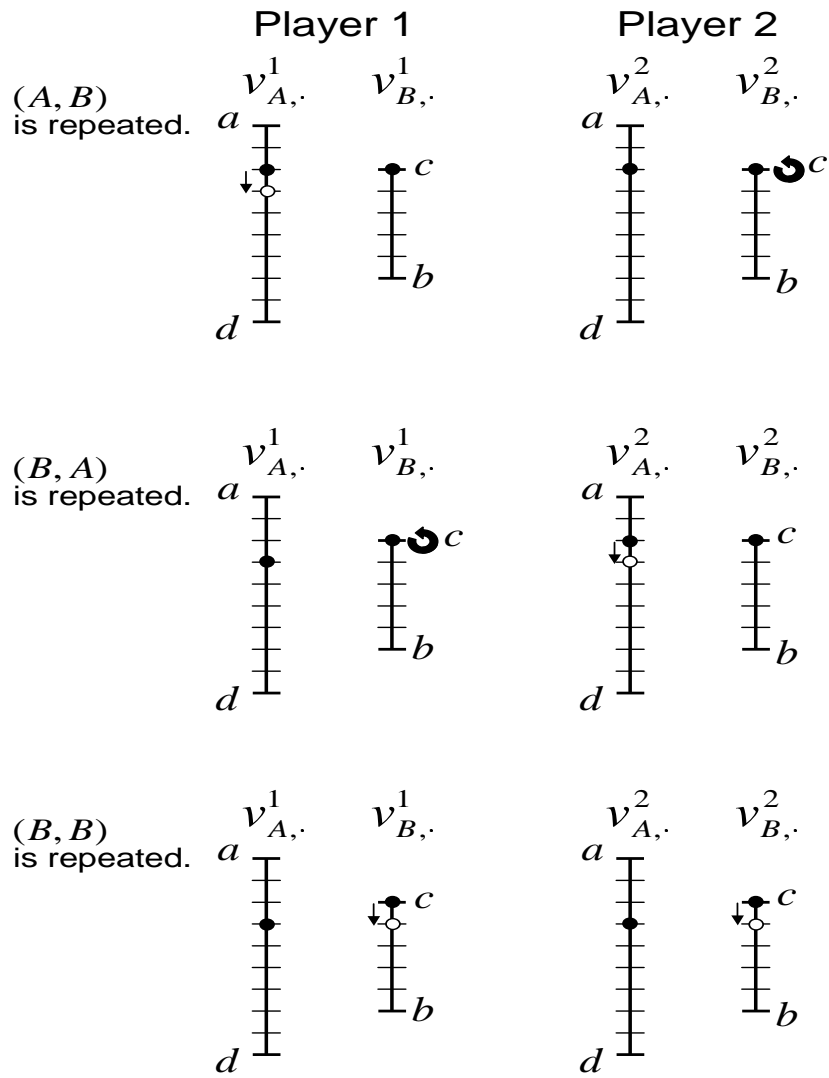 Player 1 Player 2
v^1_{A,·} v^1_{B,·} v^2_{A,·} v^2_{B,·}
(A, B)
is repeated.
a a
c c
b b
d d
v^1_{A,·} v^1_{B,·} v^2_{A,·} v^2_{B,·}
(B, A)
is repeated.
a a
c c
b b
d d
v^1_{A,·} v^1_{B,·} v^2_{A,·} v^2_{B,·}
(B, B)
is repeated.
a a
c c
b b
d d